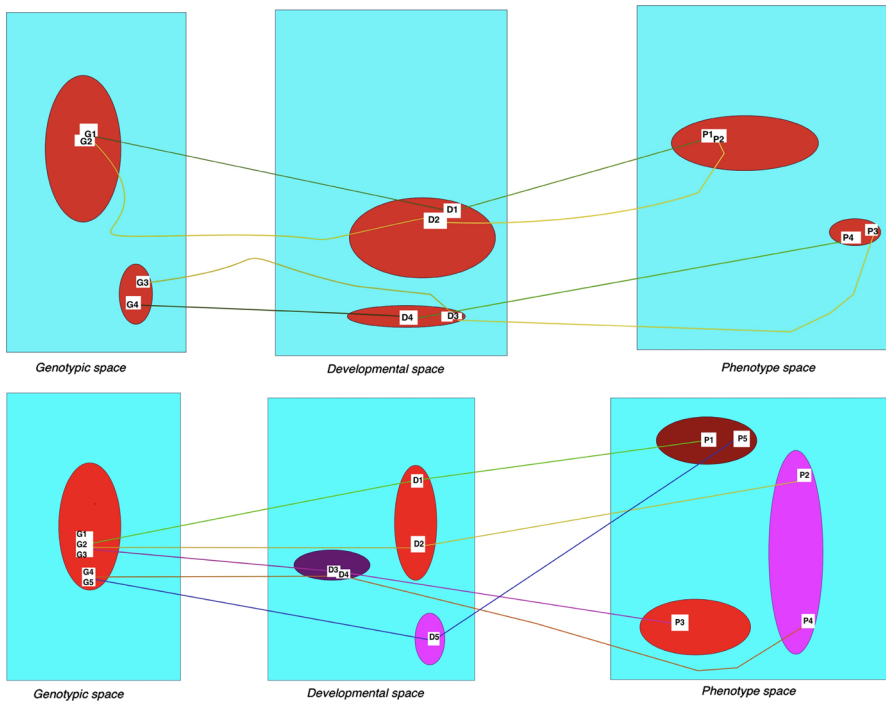 G1
G2
G3
G4
D1
D2
D4
D3
P1
P2
P4
P3
Genotypic space
Developmental space
Phenotype space
G1
G2
G3
G4
G5
D1
D2
D3
D4
D5
P1
P5
P2
P3
P4
Genotypic space
Developmental space
Phenotype space